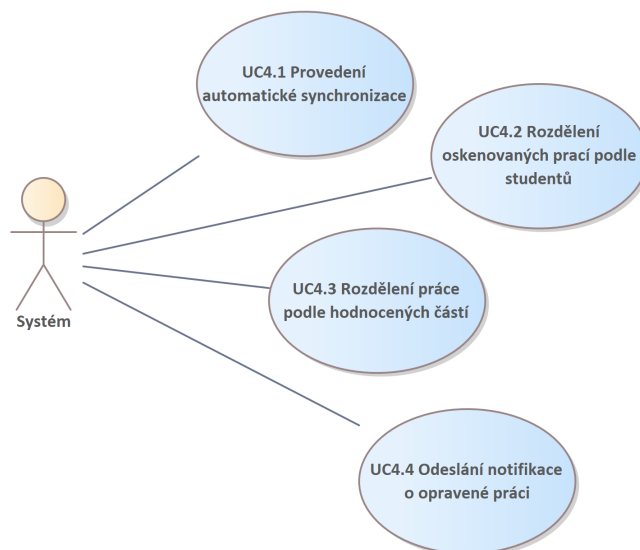 UC4.1 Provedení
automatické synchronizace
UC4.2 Rozdělení
oskenovaných prací podle
studentů
UC4.3 Rozdělení práce
podle hodnocených částí
Systém
UC4.4 Odeslání notifikace
o opravené práci